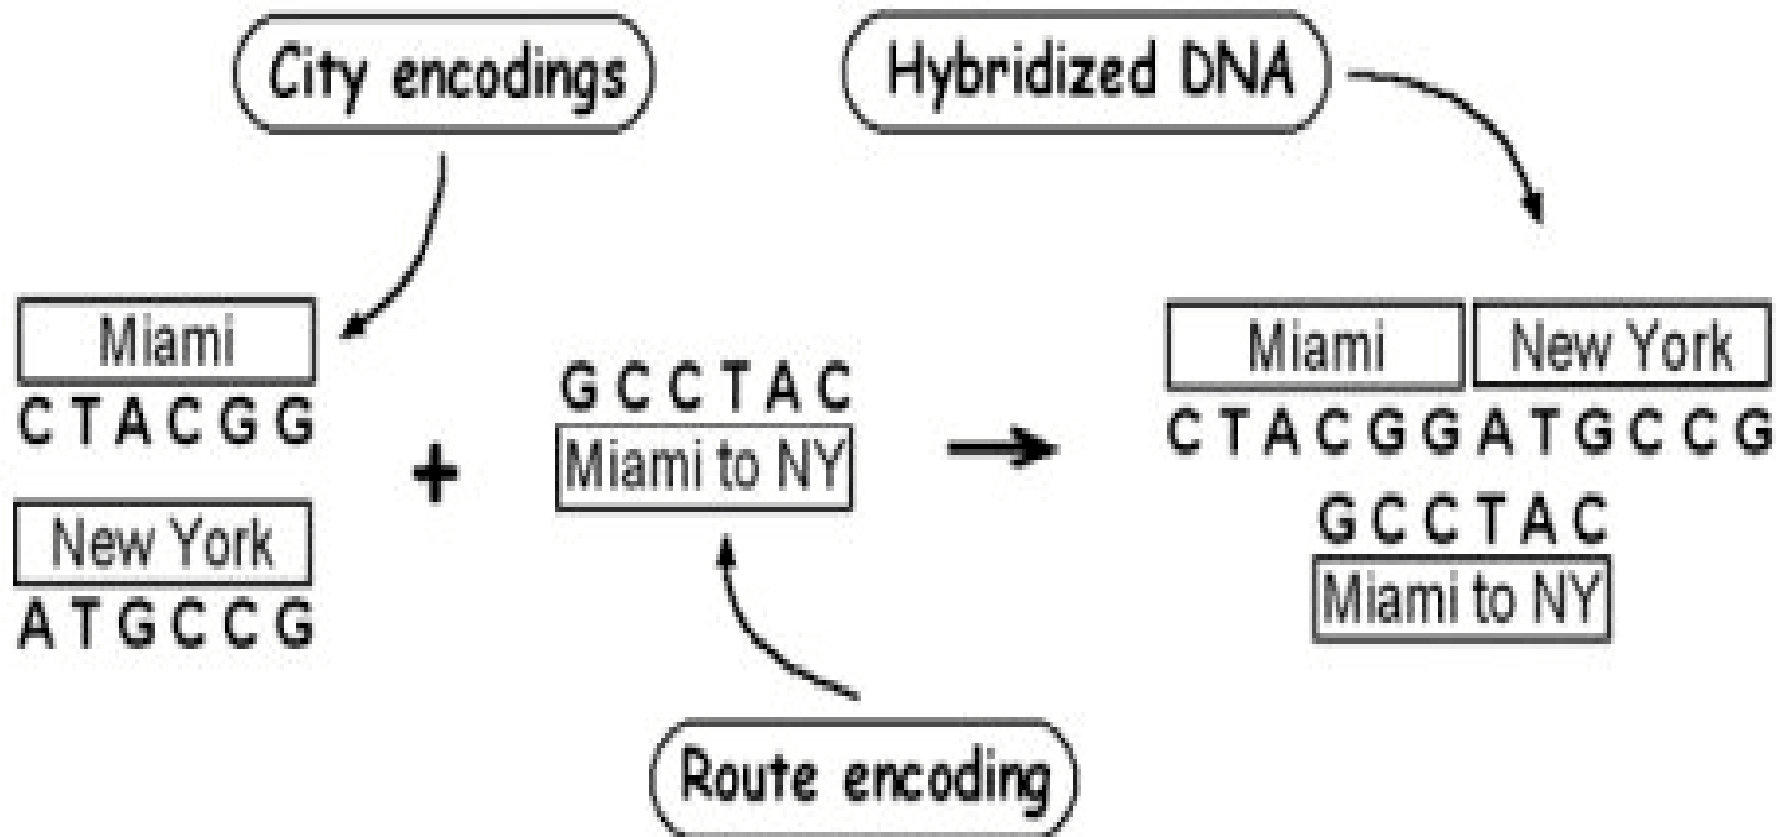 City encodings
Hybridized DNA
Miami
CTACGG
New York
ATGCCG
+
GCCTAC
Miami to NY
Miami New York
CTACGGATGCCG
GCCTAC
Miami to NY
Route encoding